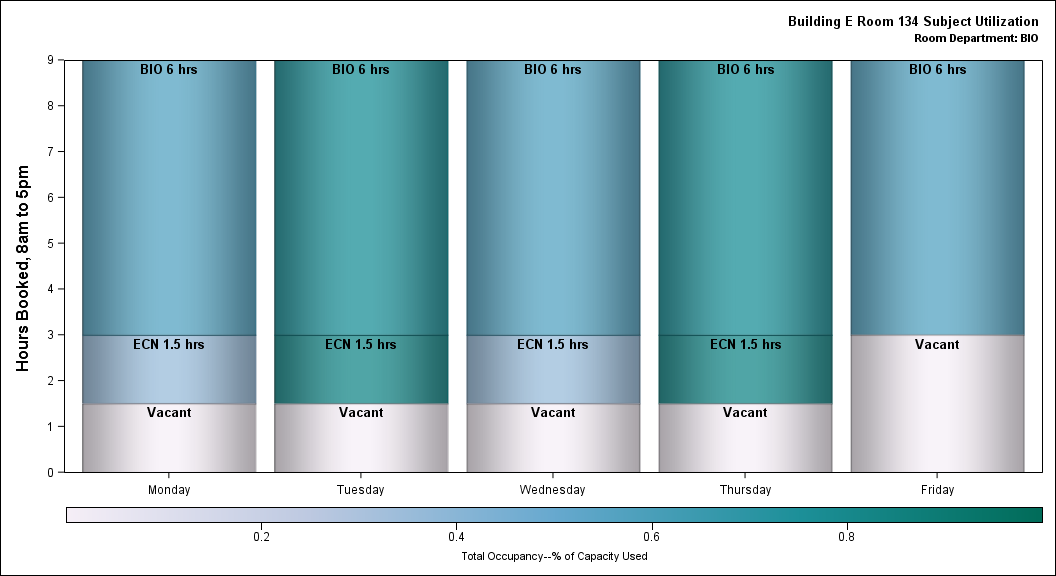 Building E Room 134 Subject Utilization
Room Department: BIO
Hours Booked, 8am to 5pm
9
8
7
6
5
4
3
2
1
0
BIO 6 hrs
ECN 1.5 hrs
Vacant
BIO 6 hrs
ECN 1.5 hrs
Vacant
BIO 6 hrs
ECN 1.5 hrs
Vacant
BIO 6 hrs
ECN 1.5 hrs
Vacant
BIO 6 hrs
Vacant
Monday Tuesday Wednesday Thursday Friday
0.2 0.4 0.6 0.8
Total Occupancy--% of Capacity Used